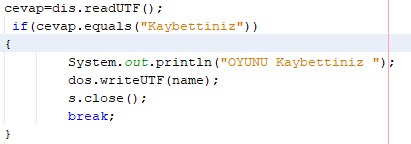 cevap=dis.readUTF();
if(cevap.equals("Kaybettiniz"))
{
System.out.println("OYUNU Kaybettiniz ");
dos.writeUTF(name);
s.close();
break;
}